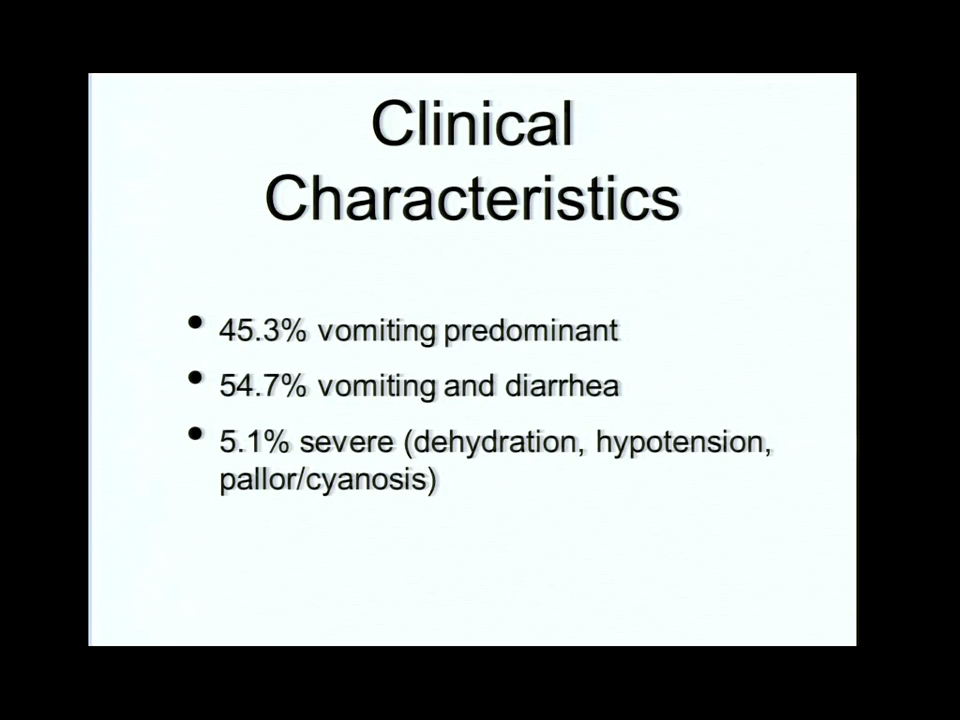 Clinical
Characteristics
• 45.3% vomiting predominant
• 54.7% vomiting and diarrhea
• 5.1% severe (dehydration, hypotension,
pallor/cyanosis)